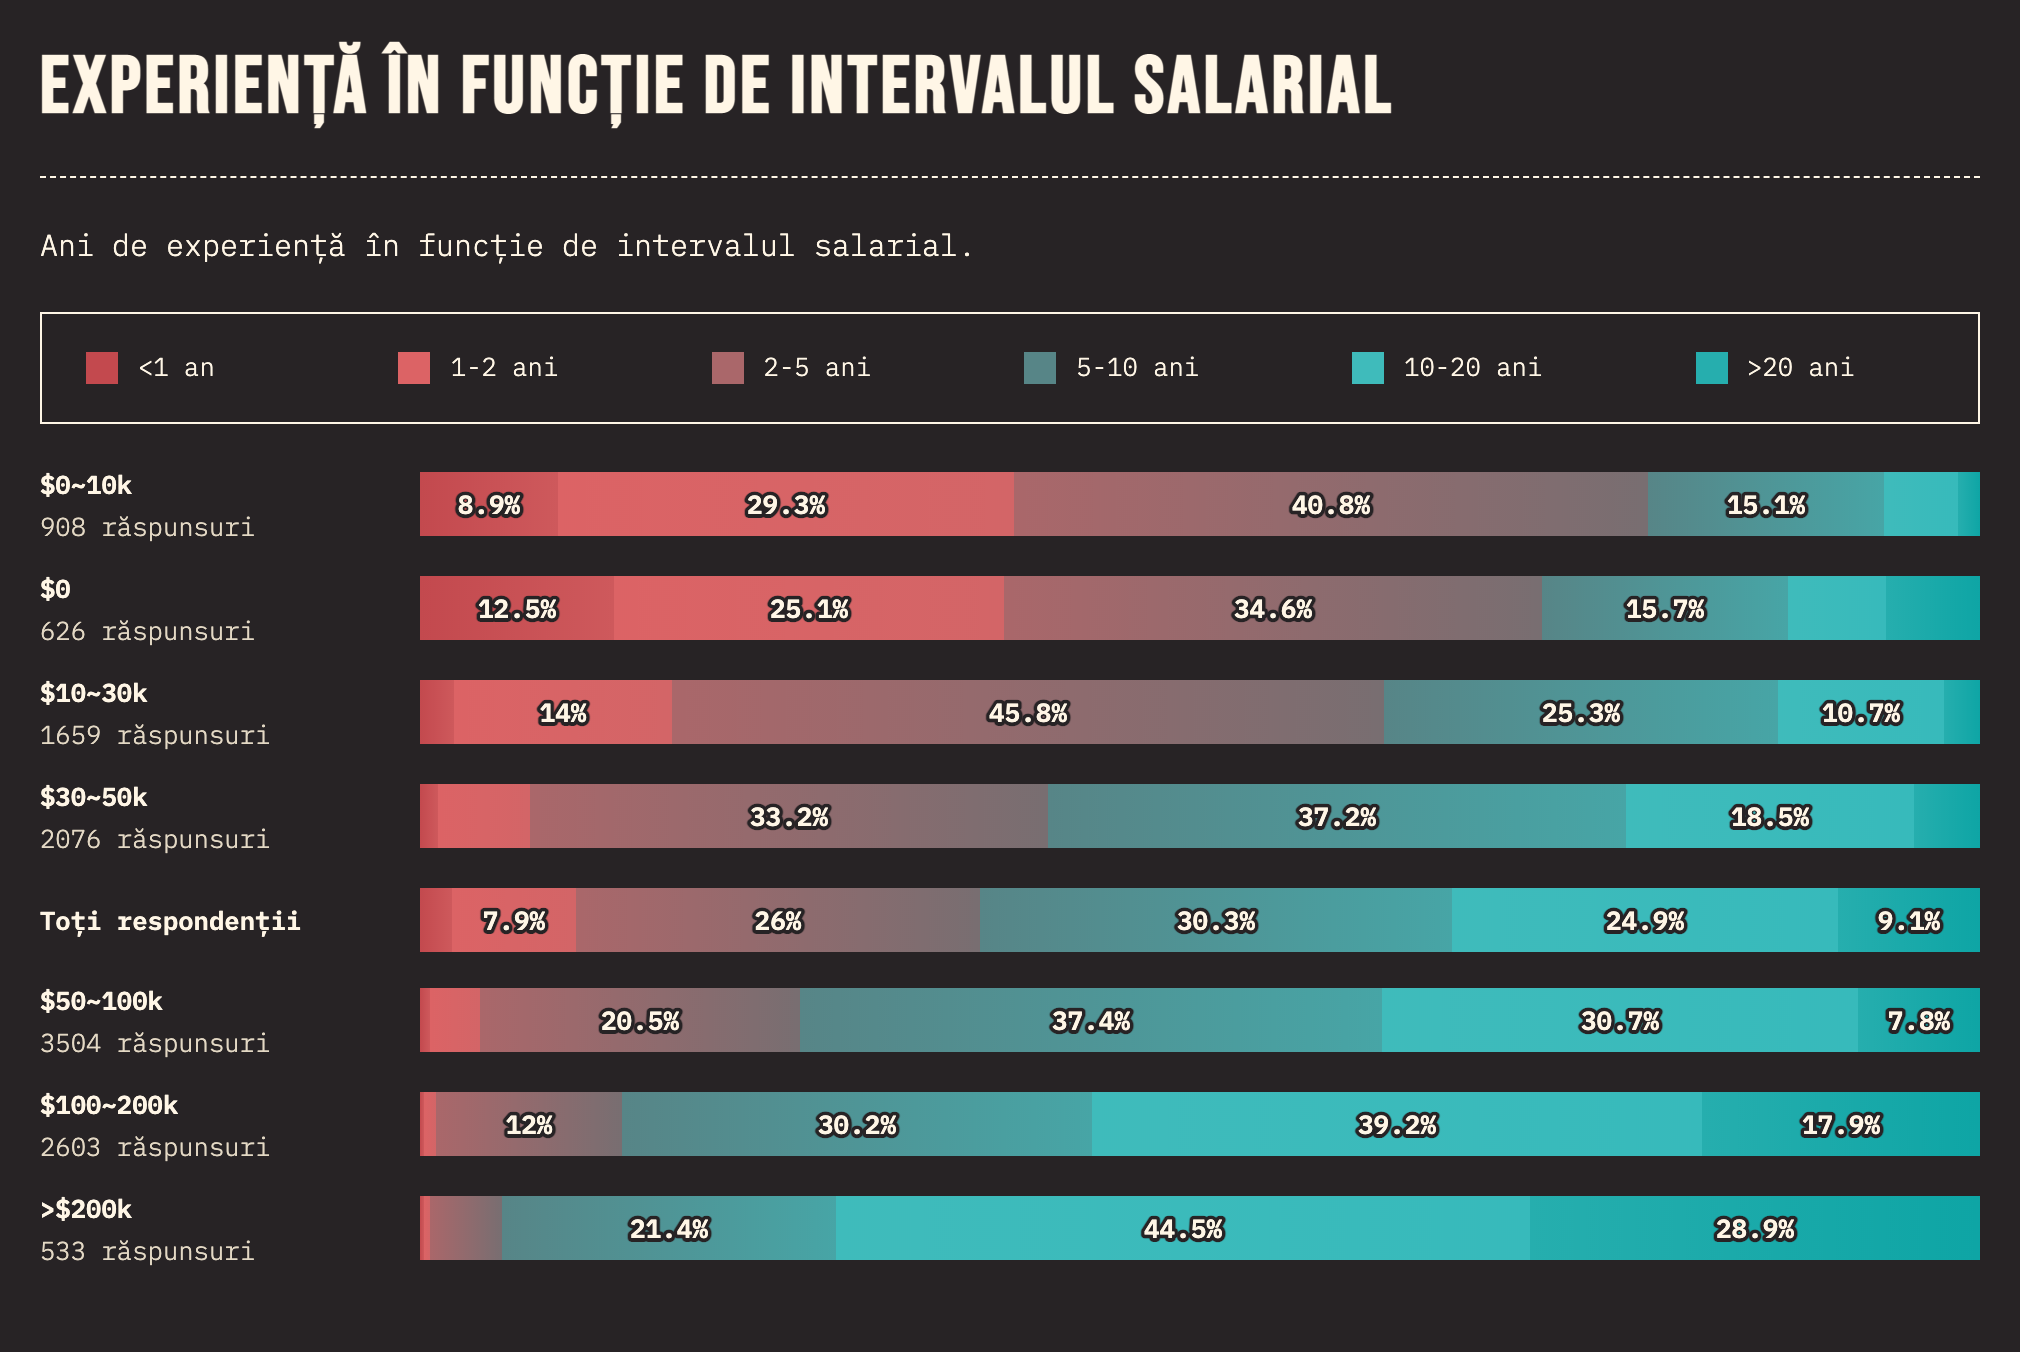 EXPERIENȚĂ ÎN FUNCȚIE DE INTERVALUL SALARIAL
Ani de experiență în funcție de intervalul salarial.
<1 an 1-2 ani 2-5 ani 5-10 ani 10-20 ani >20 ani
$0~10k
908 răspunsuri
8.9% 29.3% 40.8% 15.1%
$0
626 răspunsuri
12.5% 25.1% 34.6% 15.7%
$10~30k
1659 răspunsuri
14% 45.8% 25.3% 10.7%
$30~50k
2076 răspunsuri
33.2% 37.2% 18.5%
Toți respondenții
7.9% 26% 30.3% 24.9% 9.1%
$50~100k
3504 răspunsuri
20.5% 37.4% 30.7% 7.8%
$100~200k
2603 răspunsuri
12% 30.2% 39.2% 17.9%
>$200k
533 răspunsuri
21.4% 44.5% 28.9%